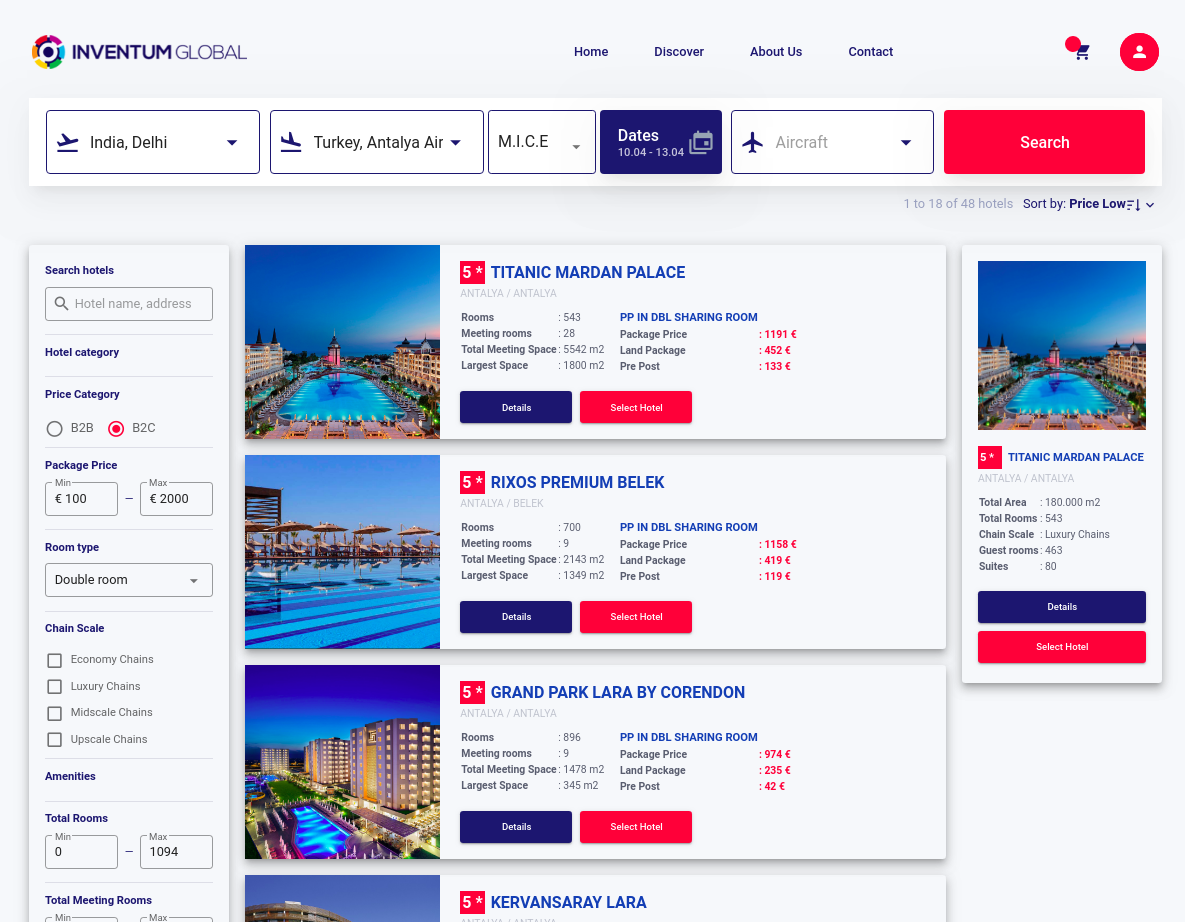 INVENTUM GLOBAL
Home
Discover
About Us
Contact
India, Delhi
Turkey, Antalya Air
M.I.C.E
Dates
10.04 - 13.04
Aircraft
Search
1 to 18 of 48 hotels
Sort by: Price Low
Search hotels
Hotel name, address
Hotel category
Price Category
B2B
B2C
Package Price
Min
€ 100
–
Max
€ 2000
Room type
Double room
Chain Scale
Economy Chains
Luxury Chains
Midscale Chains
Upscale Chains
Amenities
Total Rooms
Min
0
–
Max
1094
Total Meeting Rooms
Min
Max
5 * TITANIC MARDAN PALACE
ANTALYA / ANTALYA
Rooms : 543
Meeting rooms : 28
Total Meeting Space : 5542 m2
Largest Space : 1800 m2
PP IN DBL SHARING ROOM
Package Price : 1191 €
Land Package : 452 €
Pre Post : 133 €
Details
Select Hotel
5 * RIXOS PREMIUM BELEK
ANTALYA / BELEK
Rooms : 700
Meeting rooms : 9
Total Meeting Space : 2143 m2
Largest Space : 1349 m2
PP IN DBL SHARING ROOM
Package Price : 1158 €
Land Package : 419 €
Pre Post : 119 €
Details
Select Hotel
5 * GRAND PARK LARA BY CORENDON
ANTALYA / ANTALYA
Rooms : 896
Meeting rooms : 9
Total Meeting Space : 1478 m2
Largest Space : 345 m2
PP IN DBL SHARING ROOM
Package Price : 974 €
Land Package : 235 €
Pre Post : 42 €
Details
Select Hotel
5 * KERVANSARAY LARA
ANTALYA / ANTALYA
5 * TITANIC MARDAN PALACE
ANTALYA / ANTALYA
Total Area : 180.000 m2
Total Rooms : 543
Chain Scale : Luxury Chains
Guest rooms : 463
Suites : 80
Details
Select Hotel